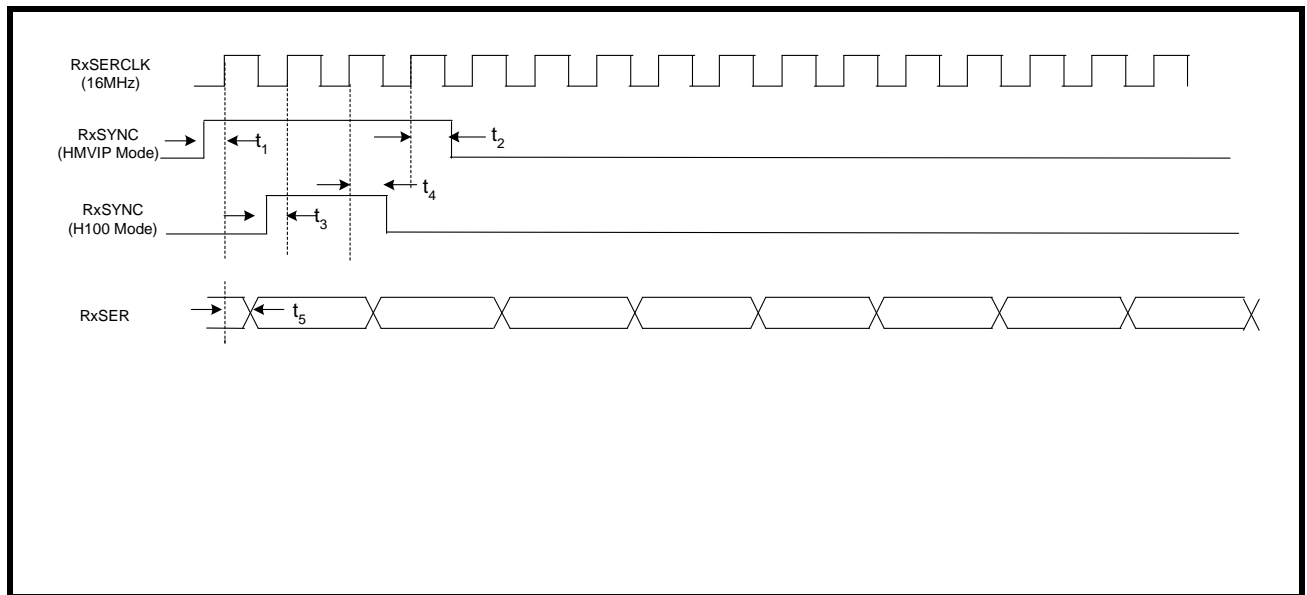 RxSERCLK
(16MHz)
RxSYNC
(HMVIP Mode)
t1
t2
t4
RxSYNC
(H100 Mode)
t3
RxSER
t5